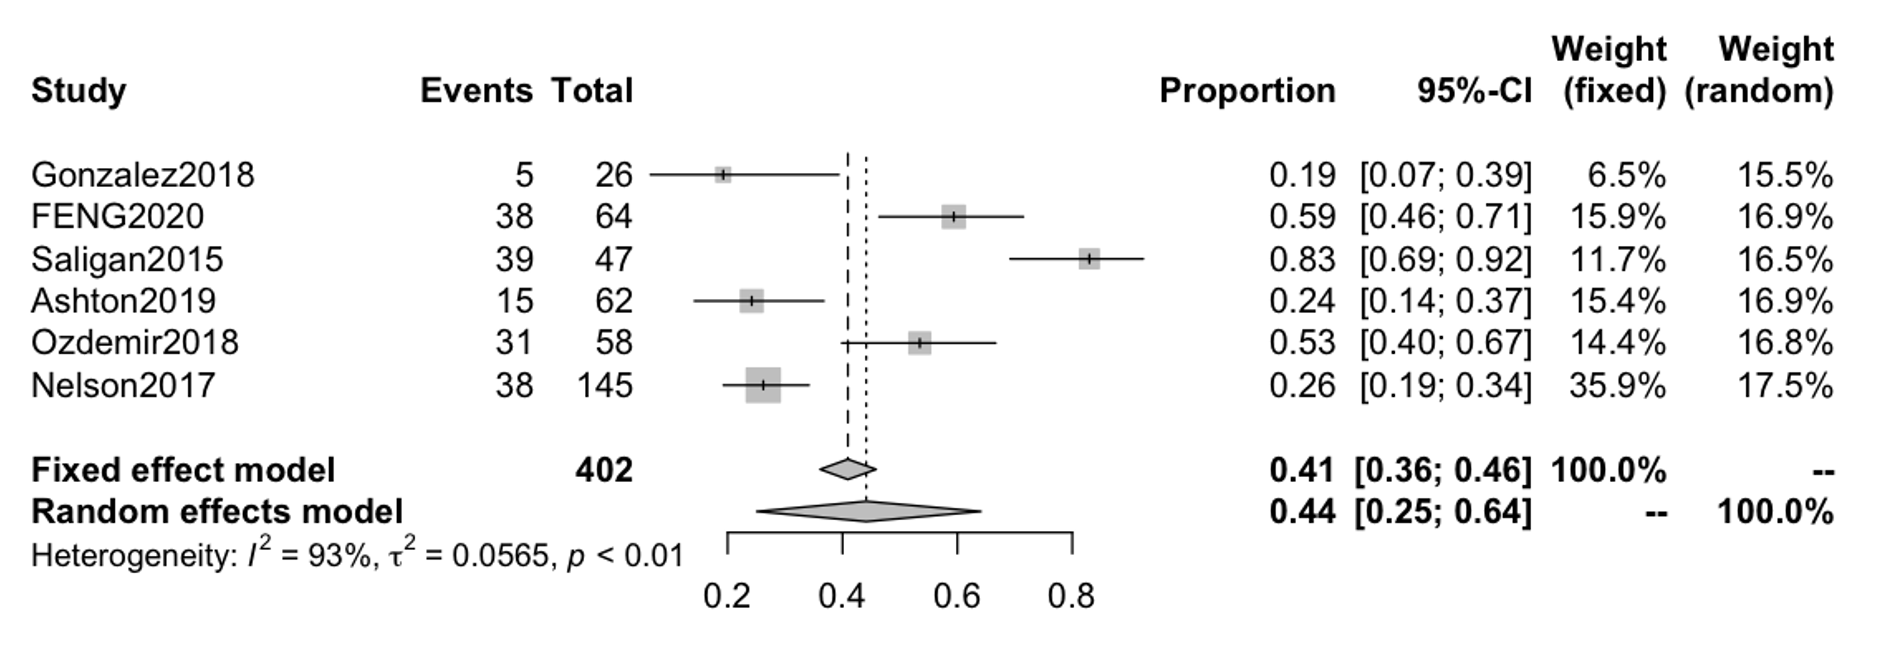 Weight Weight
Study Events Total Proportion 95%-CI (fixed) (random)
Gonzalez2018 5 26 0.19 [0.07; 0.39] 6.5% 15.5%
FENG2020 38 64 0.59 [0.46; 0.71] 15.9% 16.9%
Saligan2015 39 47 0.83 [0.69; 0.92] 11.7% 16.5%
Ashton2019 15 62 0.24 [0.14; 0.37] 15.4% 16.9%
Ozdemir2018 31 58 0.53 [0.40; 0.67] 14.4% 16.8%
Nelson2017 38 145 0.26 [0.19; 0.34] 35.9% 17.5%
Fixed effect model 402 0.41 [0.36; 0.46] 100.0% --
Random effects model 0.44 [0.25; 0.64] -- 100.0%
Heterogeneity: I² = 93%, τ² = 0.0565, p < 0.01
0.2 0.4 0.6 0.8